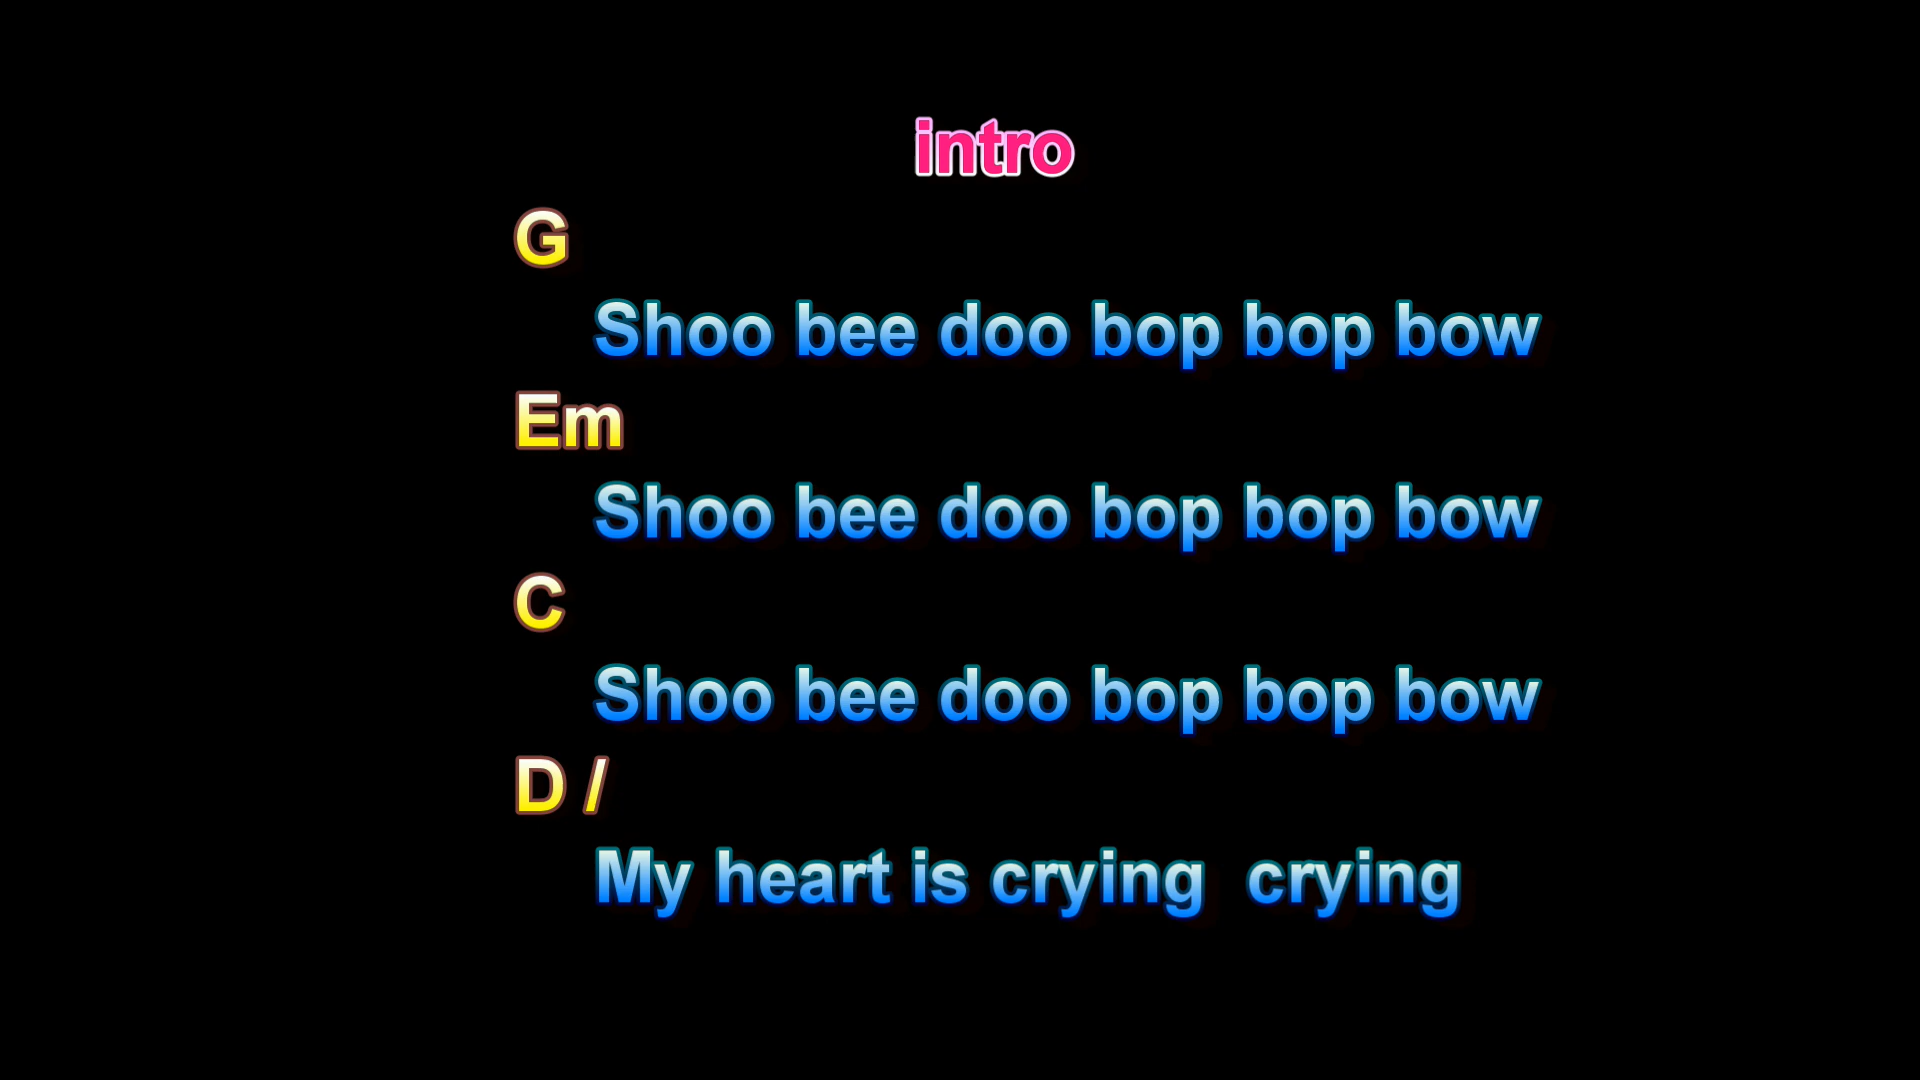 intro
G
Shoo bee doo bop bop bow
Em
Shoo bee doo bop bop bow
C
Shoo bee doo bop bop bow
D /
My heart is crying  crying